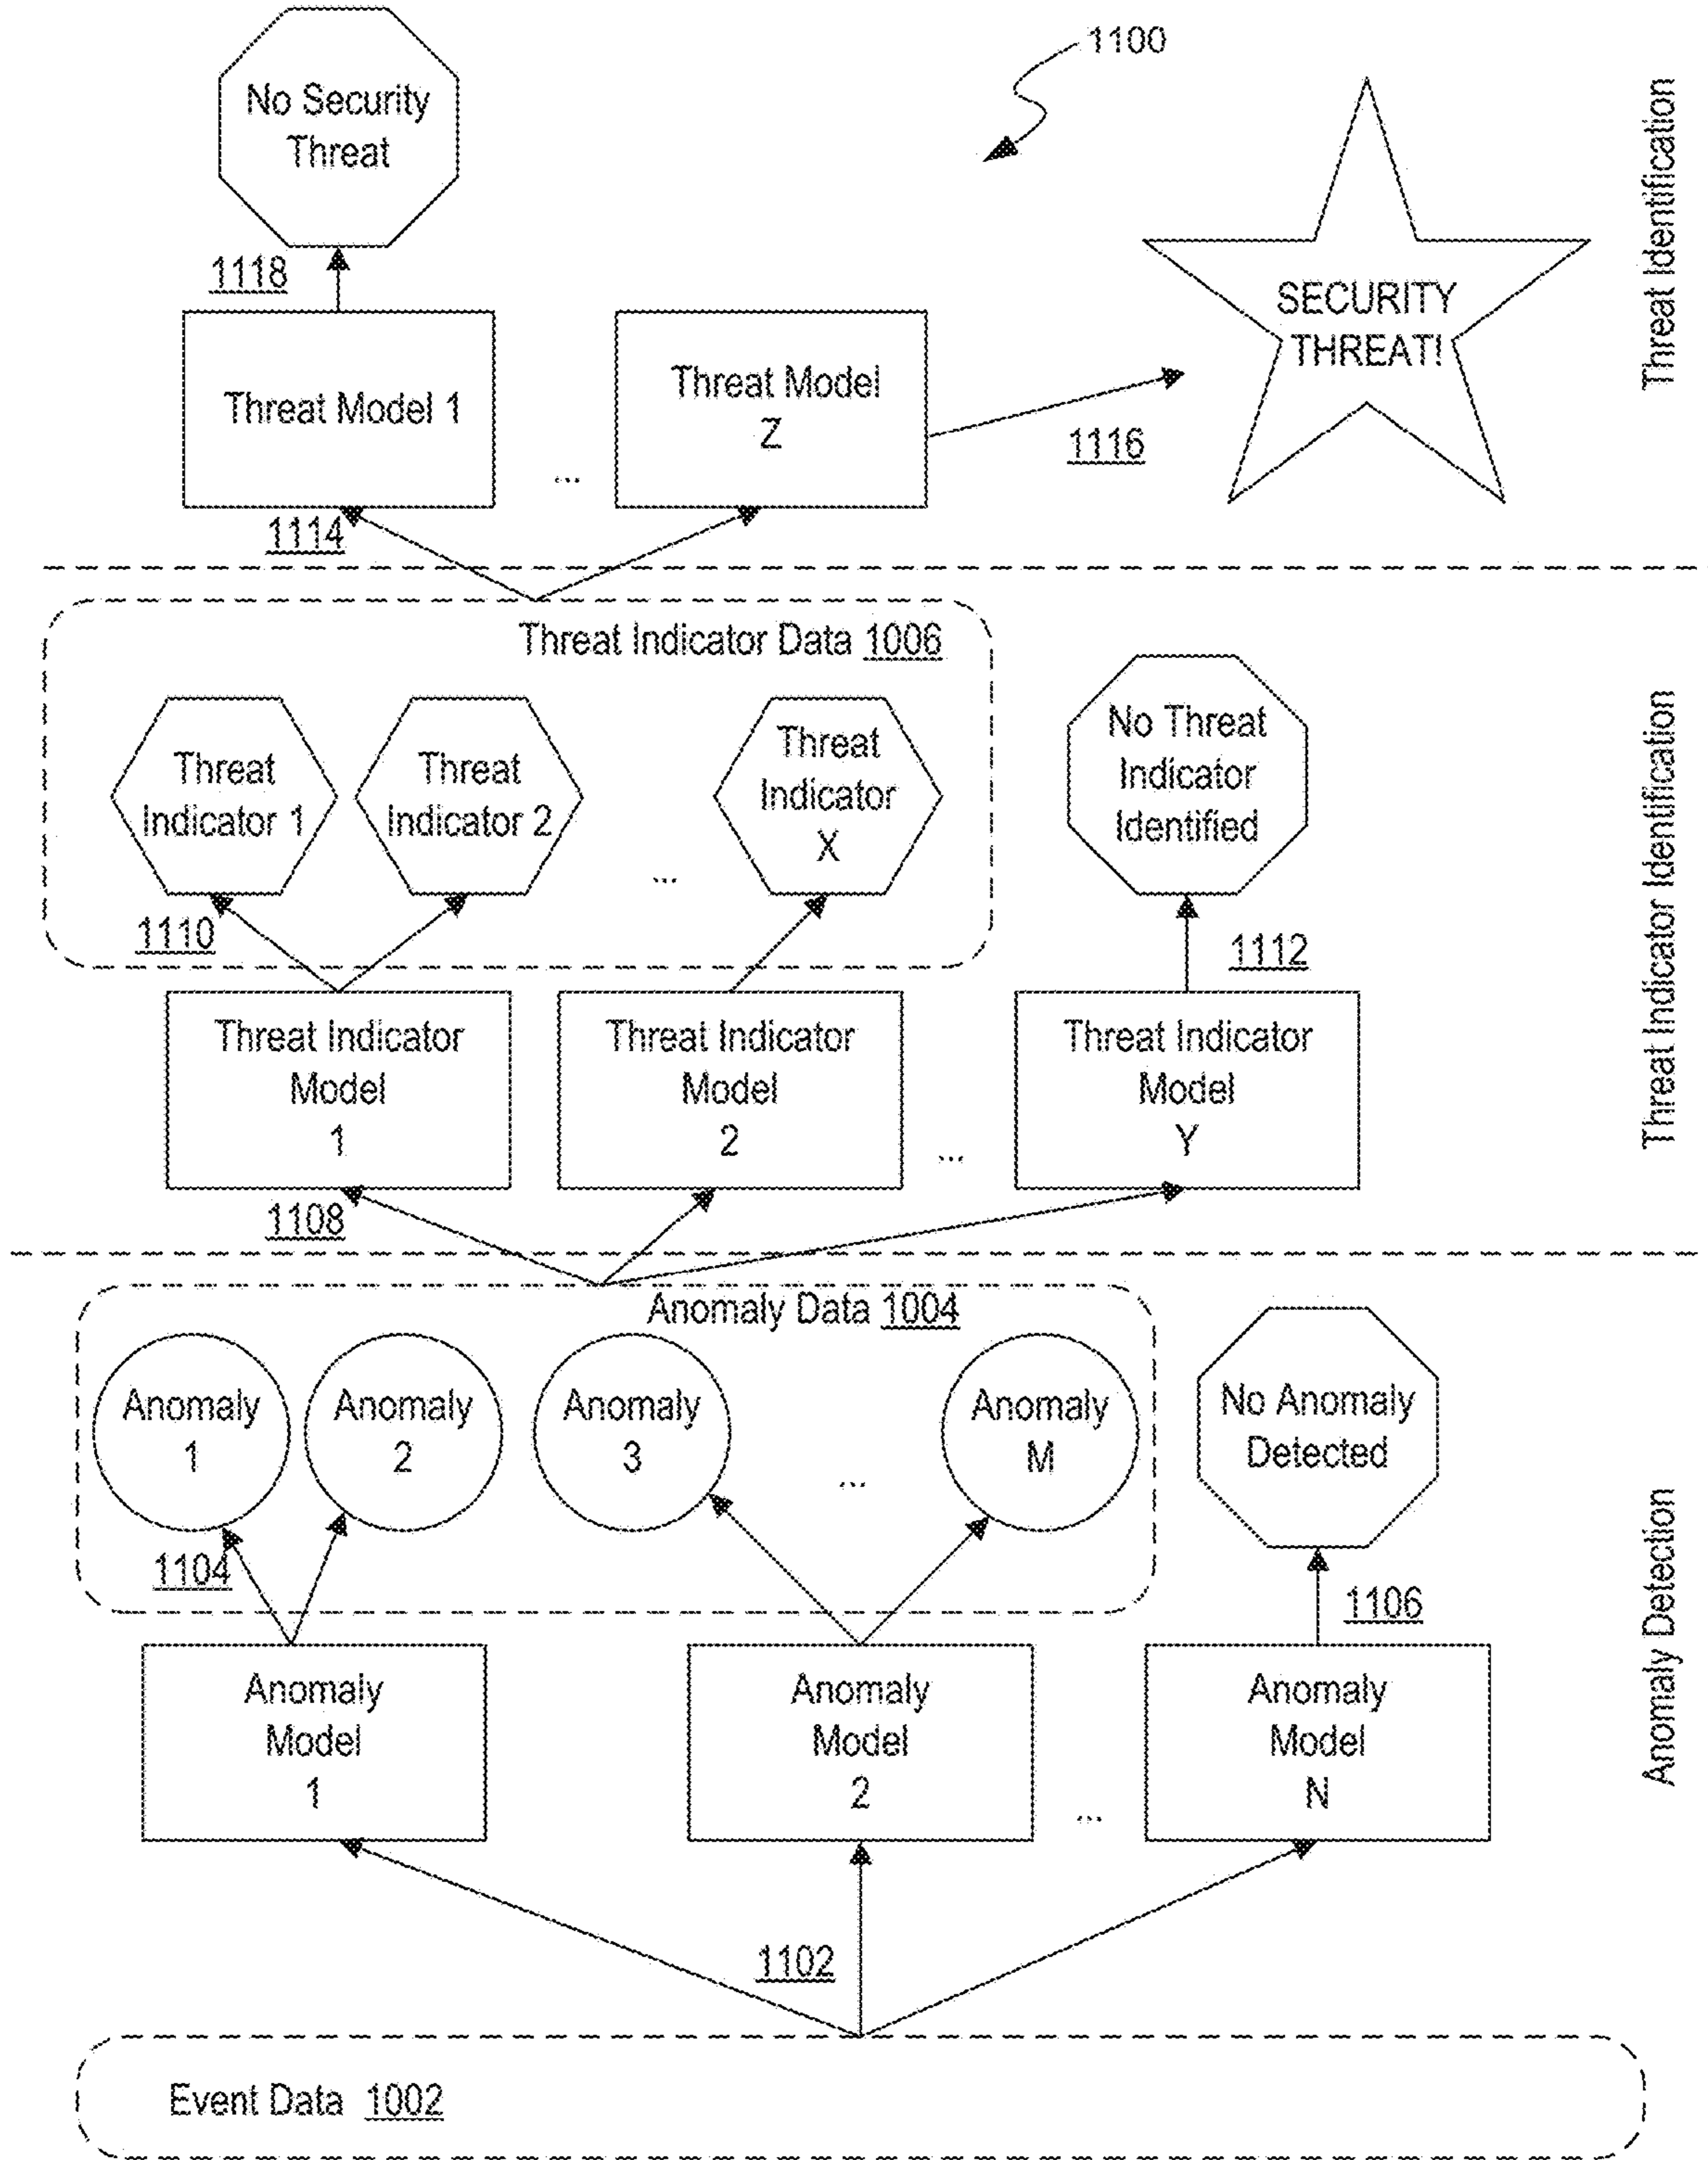 1100
No Security
Threat
1118
Threat Model 1
...
Threat Model
Z
1116
SECURITY
THREAT!
Threat Identification
1114
Threat Indicator Data 1006
Threat
Indicator 1
Threat
Indicator 2
...
Threat
Indicator
X
No Threat
Indicator
Identified
1110
1112
Threat Indicator
Model
1
Threat Indicator
Model
2
...
Threat Indicator
Model
Y
Threat Indicator Identification
1108
Anomaly Data 1004
Anomaly
1
Anomaly
2
Anomaly
3
...
Anomaly
M
No Anomaly
Detected
1104
1106
Anomaly
Model
1
Anomaly
Model
2
...
Anomaly
Model
N
Anomaly Detection
1102
Event Data 1002